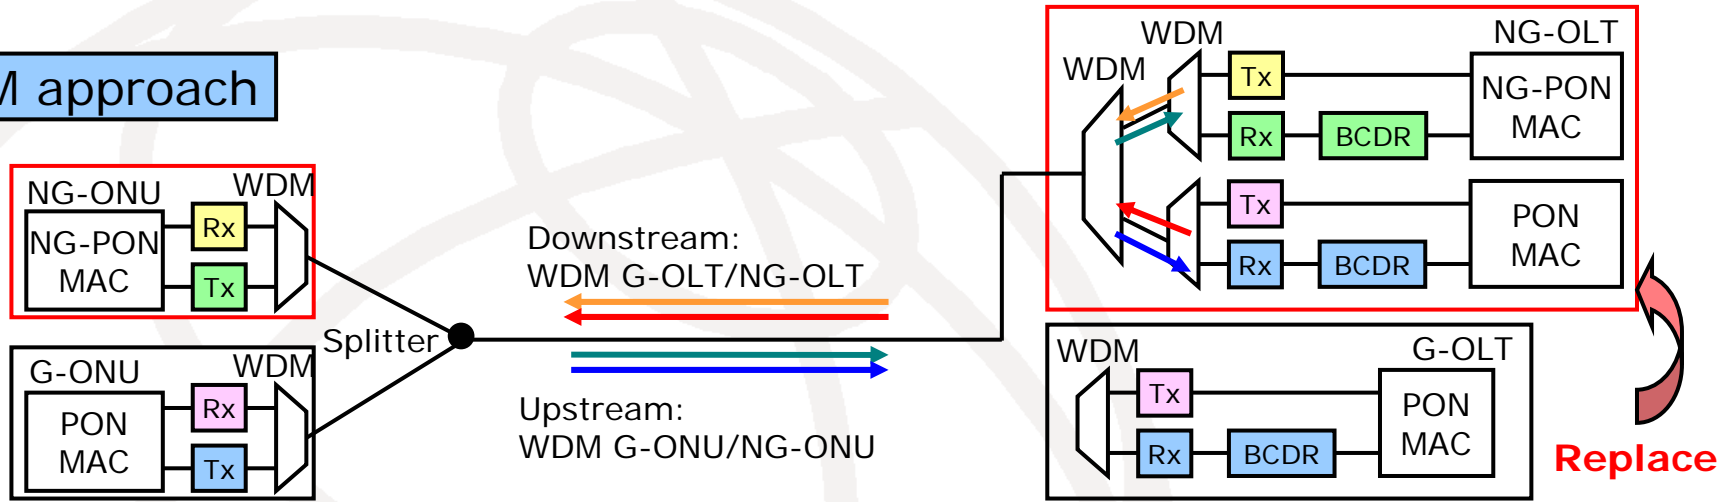 M approach
NG-ONU
WDM
NG-PON
MAC
Rx
Tx
G-ONU
WDM
PON
MAC
Rx
Tx
Splitter
Downstream:
WDM G-OLT/NG-OLT
Upstream:
WDM G-ONU/NG-ONU
WDM
WDM
NG-OLT
Tx
NG-PON
MAC
Rx
BCDR
Tx
PON
MAC
Rx
BCDR
WDM
G-OLT
Tx
PON
MAC
Rx
BCDR
Replace